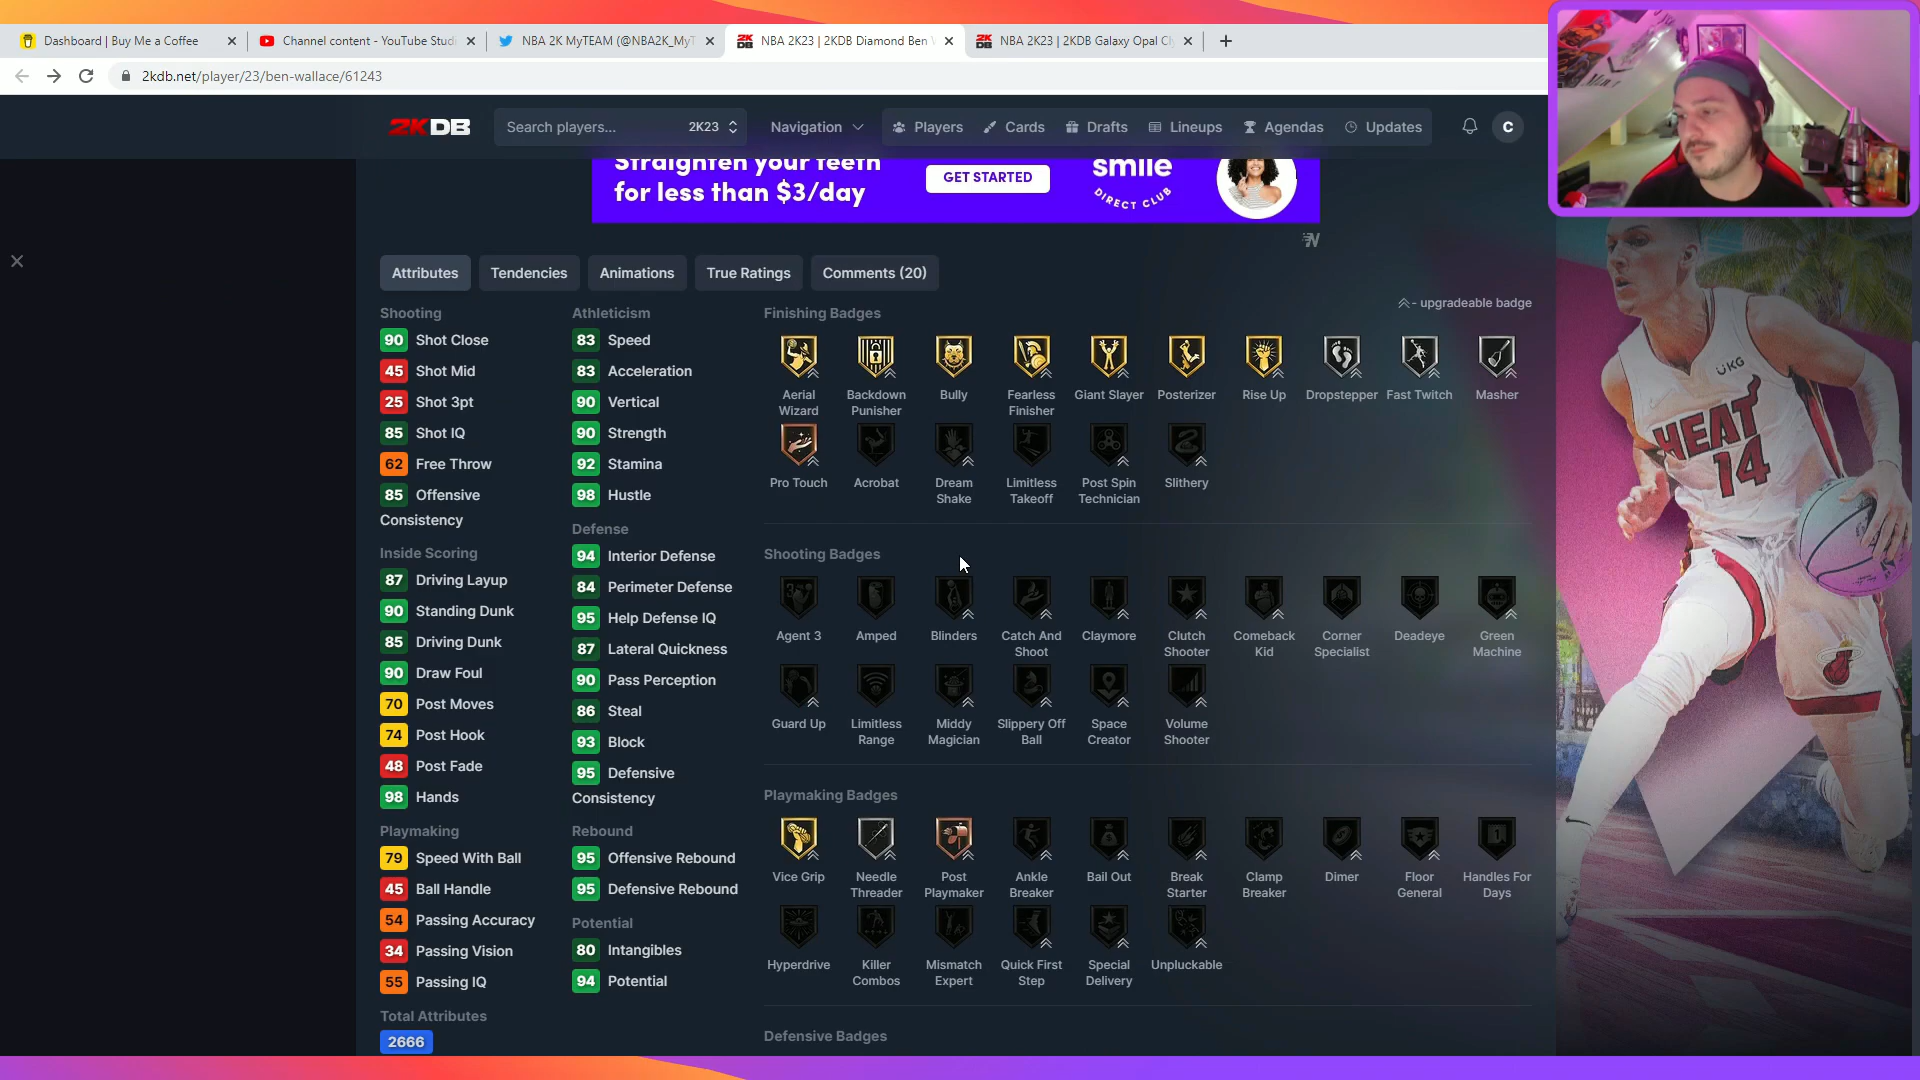 Dashboard | Buy Me a Coffee
Channel content - YouTube Stud
NBA 2K MyTEAM (@NBA2K_MyT
2K DB NBA 2K23 | 2KDB Diamond Ben W
2K DB NBA 2K23 | 2KDB Galaxy Opal Cl
2kdb.net/player/23/ben-wallace/61243
2KDB
Search players...
2K23
Navigation
Players
Cards
Drafts
Lineups
Agendas
Updates
C
Straighten your teeth
for less than $3/day
GET STARTED
smile
DIRECT CLUB
Attributes
Tendencies
Animations
True Ratings
Comments (20)
Shooting
90 Shot Close
45 Shot Mid
25 Shot 3pt
85 Shot IQ
62 Free Throw
85 Offensive
Consistency
Inside Scoring
87 Driving Layup
90 Standing Dunk
85 Driving Dunk
90 Draw Foul
70 Post Moves
74 Post Hook
48 Post Fade
98 Hands
Playmaking
79 Speed With Ball
45 Ball Handle
54 Passing Accuracy
34 Passing Vision
55 Passing IQ
Total Attributes
2666
Athleticism
83 Speed
83 Acceleration
90 Vertical
90 Strength
92 Stamina
98 Hustle
Defense
94 Interior Defense
84 Perimeter Defense
95 Help Defense IQ
87 Lateral Quickness
90 Pass Perception
86 Steal
93 Block
95 Defensive
Consistency
Rebound
95 Offensive Rebound
95 Defensive Rebound
Potential
80 Intangibles
94 Potential
- upgradeable badge
Finishing Badges
Aerial
Wizard
Backdown
Punisher
Bully
Fearless
Finisher
Giant Slayer
Posterizer
Rise Up
Dropstepper
Fast Twitch
Masher
Pro Touch
Acrobat
Dream
Shake
Limitless
Takeoff
Post Spin
Technician
Slithery
Shooting Badges
Agent 3
Amped
Blinders
Catch And
Shoot
Claymore
Clutch
Shooter
Comeback
Kid
Corner
Specialist
Deadeye
Green
Machine
Guard Up
Limitless
Range
Middy
Magician
Slippery Off
Ball
Space
Creator
Volume
Shooter
Playmaking Badges
Vice Grip
Needle
Threader
Post
Playmaker
Ankle
Breaker
Bail Out
Break
Starter
Clamp
Breaker
Dimer
Floor
General
Handles For
Days
Hyperdrive
Killer
Combos
Mismatch
Expert
Quick First
Step
Special
Delivery
Unpluckable
Defensive Badges
UKG
HEAT
14